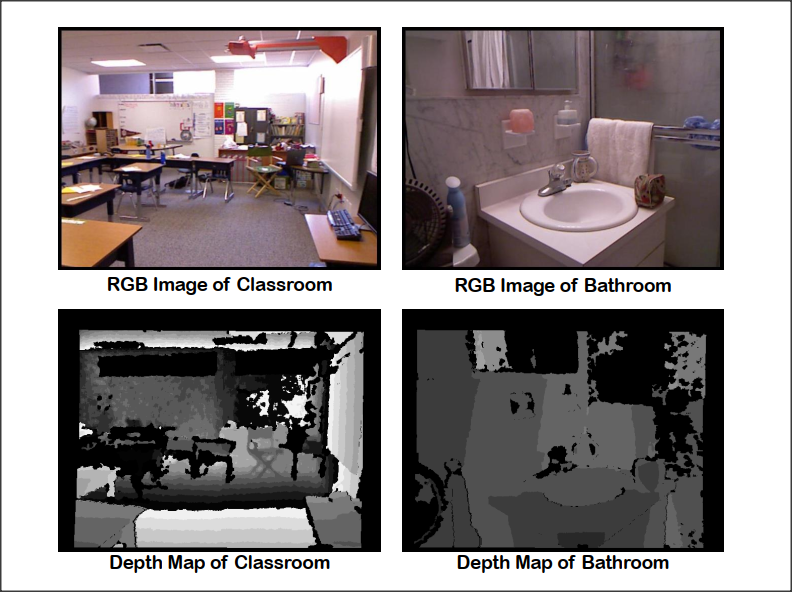 RGB Image of Classroom
RGB Image of Bathroom
Depth Map of Classroom
Depth Map of Bathroom